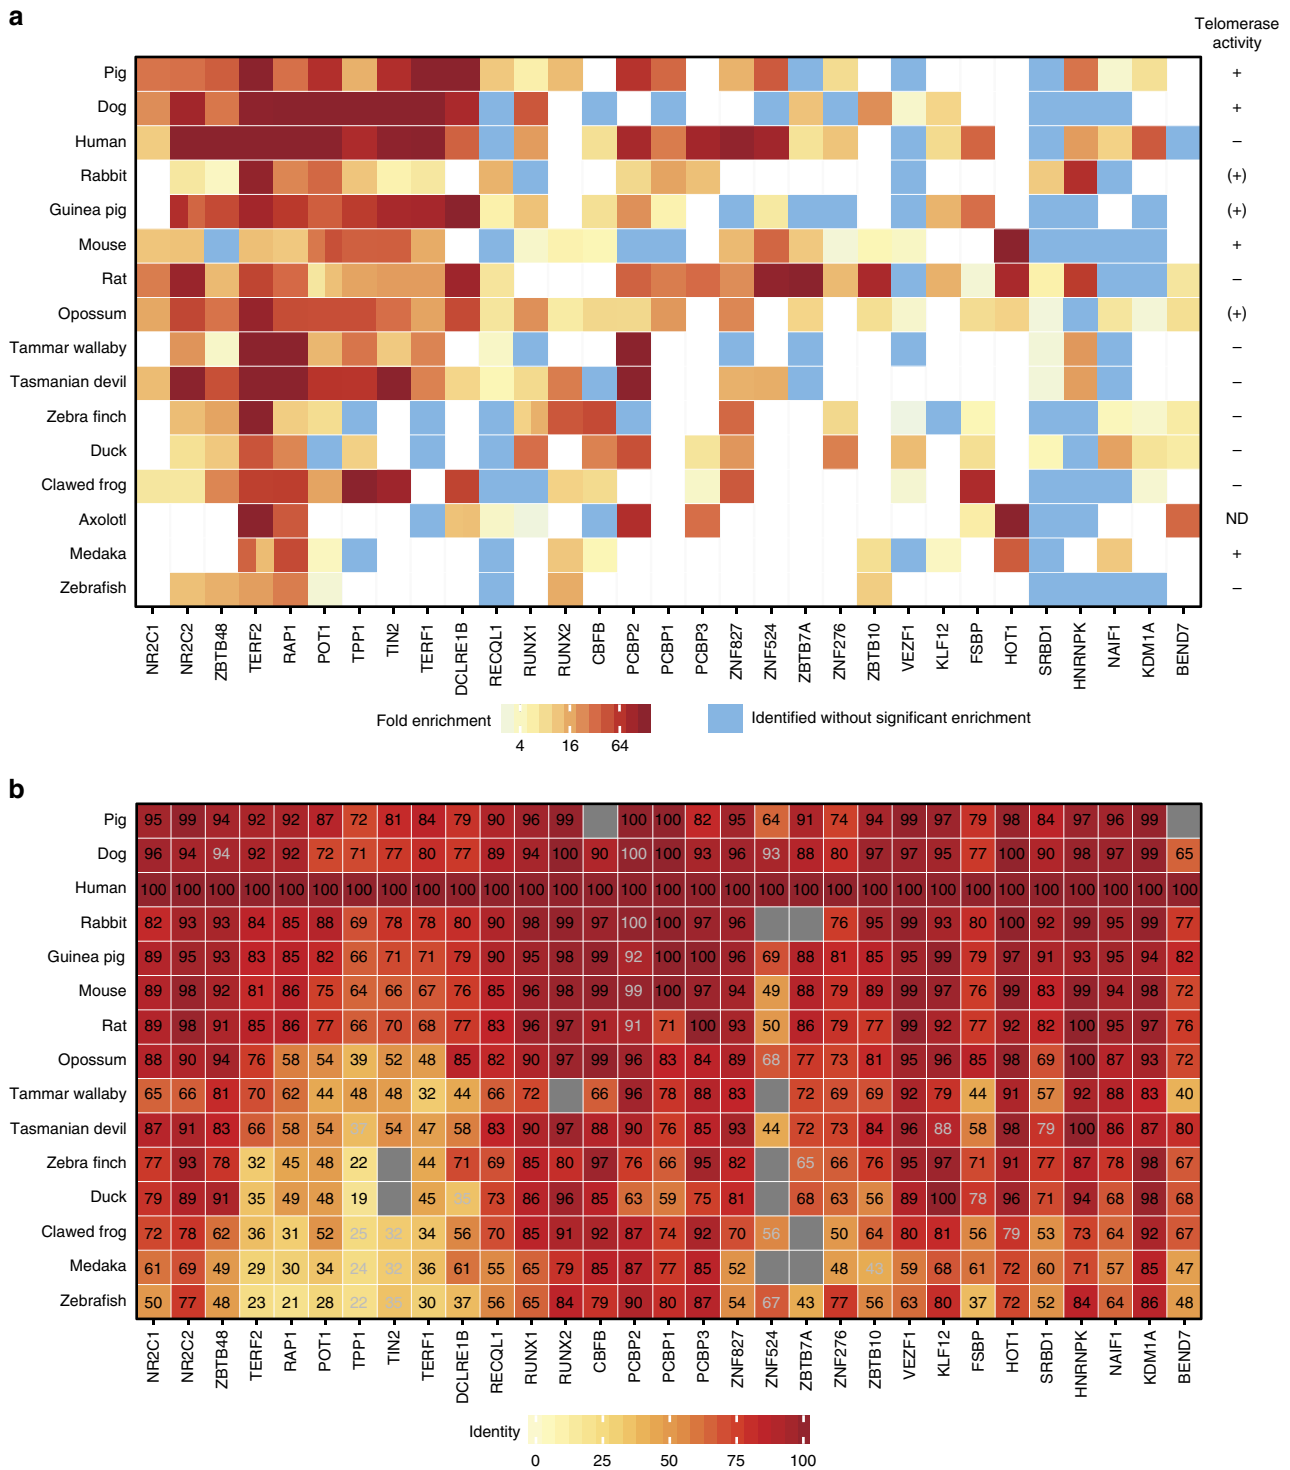 a
Telomerase
activity
Pig +
Dog +
Human –
Rabbit (+)
Guinea pig (+)
Mouse +
Rat –
Opossum (+)
Tammar wallaby –
Tasmanian devil –
Zebra finch –
Duck –
Clawed frog –
Axolotl ND
Medaka +
Zebrafish –
NR2C1 NR2C2 ZBTB48 TERF2 RAP1 POT1 TPP1 TIN2 TERF1 DCLRE1B RECQL1 RUNX1 RUNX2 CBFB PCBP2 PCBP1 PCBP3 ZNF827 ZNF524 ZBTB7A ZNF276 ZBTB10 VEZF1 KLF12 FSBP HOT1 SRBD1 HNRNPK NAIF1 KDM1A BEND7
Fold enrichment
4 16 64
Identified without significant enrichment
b
Pig 95 99 94 92 92 87 72 81 84 79 90 96 99 100 100 82 95 64 91 74 94 99 97 79 98 84 97 96 99
Dog 96 94 94 92 92 72 71 77 80 77 89 94 100 90 100 100 93 96 93 88 80 97 97 95 77 100 90 98 97 99 65
Human 100 100 100 100 100 100 100 100 100 100 100 100 100 100 100 100 100 100 100 100 100 100 100 100 100 100 100 100 100 100 100
Rabbit 82 93 93 84 85 88 69 78 78 80 90 98 99 97 100 100 97 96 76 95 99 93 80 100 92 99 95 99 77
Guinea pig 89 95 93 83 85 82 66 71 71 79 90 95 98 99 92 100 100 96 69 88 81 85 95 99 79 97 91 93 95 94 82
Mouse 89 98 92 81 86 75 64 66 67 76 85 96 98 99 99 100 97 94 49 88 79 89 99 97 76 99 83 99 94 98 72
Rat 89 98 91 85 86 77 66 70 68 77 83 96 97 91 91 71 100 93 50 86 79 77 99 92 77 92 82 100 95 97 76
Opossum 88 90 94 76 58 54 39 52 48 85 82 90 97 99 96 83 84 89 68 77 73 81 95 96 85 98 69 100 87 93 72
Tammar wallaby 65 66 81 70 62 44 48 48 32 44 66 72 66 96 78 88 83 72 69 69 92 79 44 91 57 92 88 83 40
Tasmanian devil 87 91 83 66 58 54 37 54 47 58 83 90 97 88 90 76 85 93 44 72 73 84 96 88 58 98 79 100 86 87 80
Zebra finch 77 93 78 32 45 48 22 44 71 69 85 80 97 76 66 95 82 65 66 76 95 97 71 91 77 87 78 98 67
Duck 79 89 91 35 49 48 19 45 35 73 86 96 85 63 59 75 81 68 63 56 89 100 78 96 71 94 68 98 68
Clawed frog 72 78 62 36 31 52 25 32 34 56 70 85 91 92 87 74 92 70 56 50 64 80 81 56 79 53 73 64 92 67
Medaka 61 69 49 29 30 34 24 32 36 61 55 65 79 85 87 77 85 52 48 43 59 68 61 72 60 71 57 85 47
Zebrafish 50 77 48 23 21 28 22 35 30 37 56 65 84 79 90 80 87 54 67 43 77 56 63 80 37 72 52 84 64 86 48
NR2C1 NR2C2 ZBTB48 TERF2 RAP1 POT1 TPP1 TIN2 TERF1 DCLRE1B RECQL1 RUNX1 RUNX2 CBFB PCBP2 PCBP1 PCBP3 ZNF827 ZNF524 ZBTB7A ZNF276 ZBTB10 VEZF1 KLF12 FSBP HOT1 SRBD1 HNRNPK NAIF1 KDM1A BEND7
Identity
0 25 50 75 100